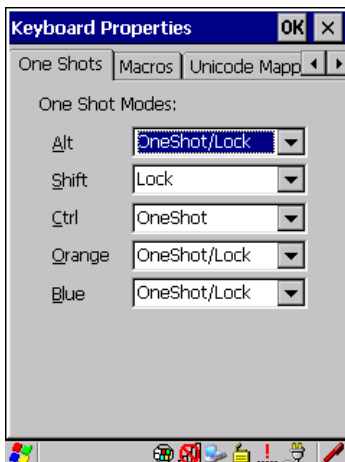 Keyboard Properties OK ×
One Shots Macros Unicode Mapp
One Shot Modes:
Alt OneShot/Lock
Shift Lock
Ctrl OneShot
Orange OneShot/Lock
Blue OneShot/Lock